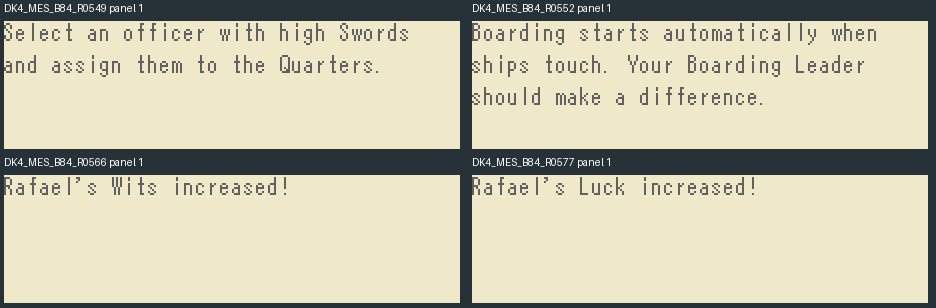 DK4_MES_B84_R0549 panel 1
Select an officer with high Swords
and assign them to the Quarters.
DK4_MES_B84_R0552 panel 1
Boarding starts automatically when
ships touch. Your Boarding Leader
should make a difference.
DK4_MES_B84_R0566 panel 1
Rafael's Wits increased!
DK4_MES_B84_R0577 panel 1
Rafael's Luck increased!